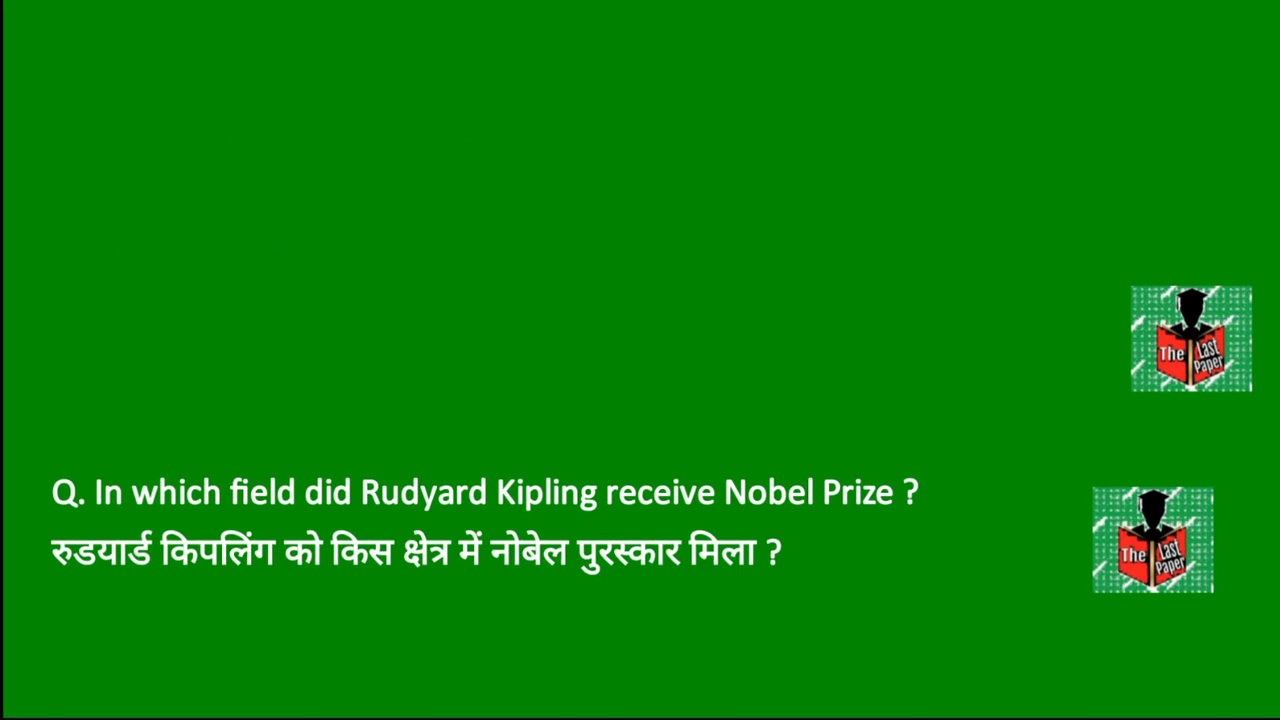 The Last
Paper
Q. In which field did Rudyard Kipling receive Nobel Prize ?
रुडयार्ड किपलिंग को किस क्षेत्र में नोबेल पुरस्कार मिला ?
The Last
Paper